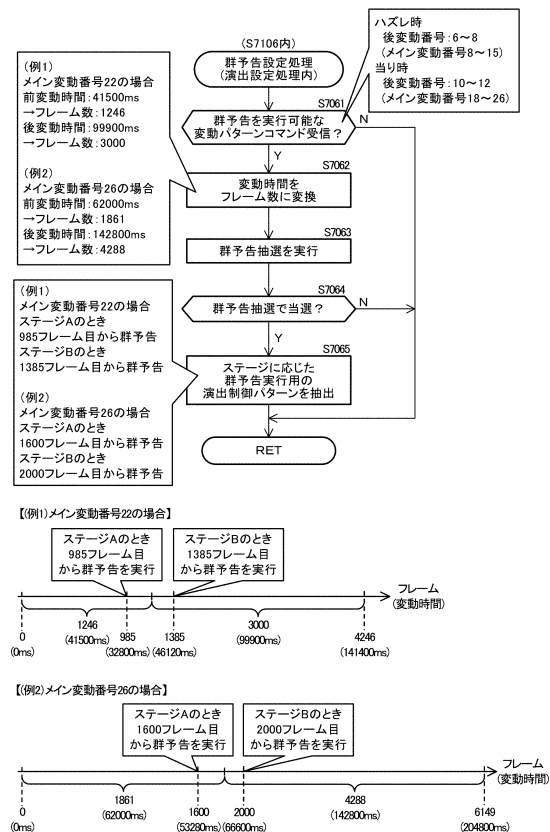 (S7106内)
群予告設定処理
(演出設定処理内)
ハズレ時
後変動番号：6～8
(メイン変動番号8～15)
当り時
後変動番号：10～12
(メイン変動番号18～26)
(例1)
メイン変動番号22の場合
前変動時間：41500ms
→フレーム数：1246
後変動時間：99900ms
→フレーム数：3000
(例2)
メイン変動番号26の場合
前変動時間：62000ms
→フレーム数：1861
後変動時間：142800ms
→フレーム数：4288
S7061
群予告を実行可能な
変動パターンコマンド受信？
N
Y
S7062
変動時間を
フレーム数に変換
S7063
群予告抽選を実行
S7064
群予告抽選で当選？
N
Y
S7065
ステージに応じた
群予告実行用の
演出制御パターンを抽出
RET
(例1)
メイン変動番号22の場合
ステージAのとき
985フレーム目から群予告
ステージBのとき
1385フレーム目から群予告
(例2)
メイン変動番号26の場合
ステージAのとき
1600フレーム目から群予告
ステージBのとき
2000フレーム目から群予告
【(例1)メイン変動番号22の場合】
ステージAのとき
985フレーム目
から群予告を実行
ステージBのとき
1385フレーム目
から群予告を実行
フレーム
(変動時間)
1246
(41500ms)
3000
(99900ms)
0
(0ms)
985
(32800ms)
1385
(46120ms)
4246
(141400ms)
【(例2)メイン変動番号26の場合】
ステージAのとき
1600フレーム目
から群予告を実行
ステージBのとき
2000フレーム目
から群予告を実行
フレーム
(変動時間)
1861
(62000ms)
4288
(142800ms)
0
(0ms)
1600
(53280ms)
2000
(66600ms)
6149
(204800ms)